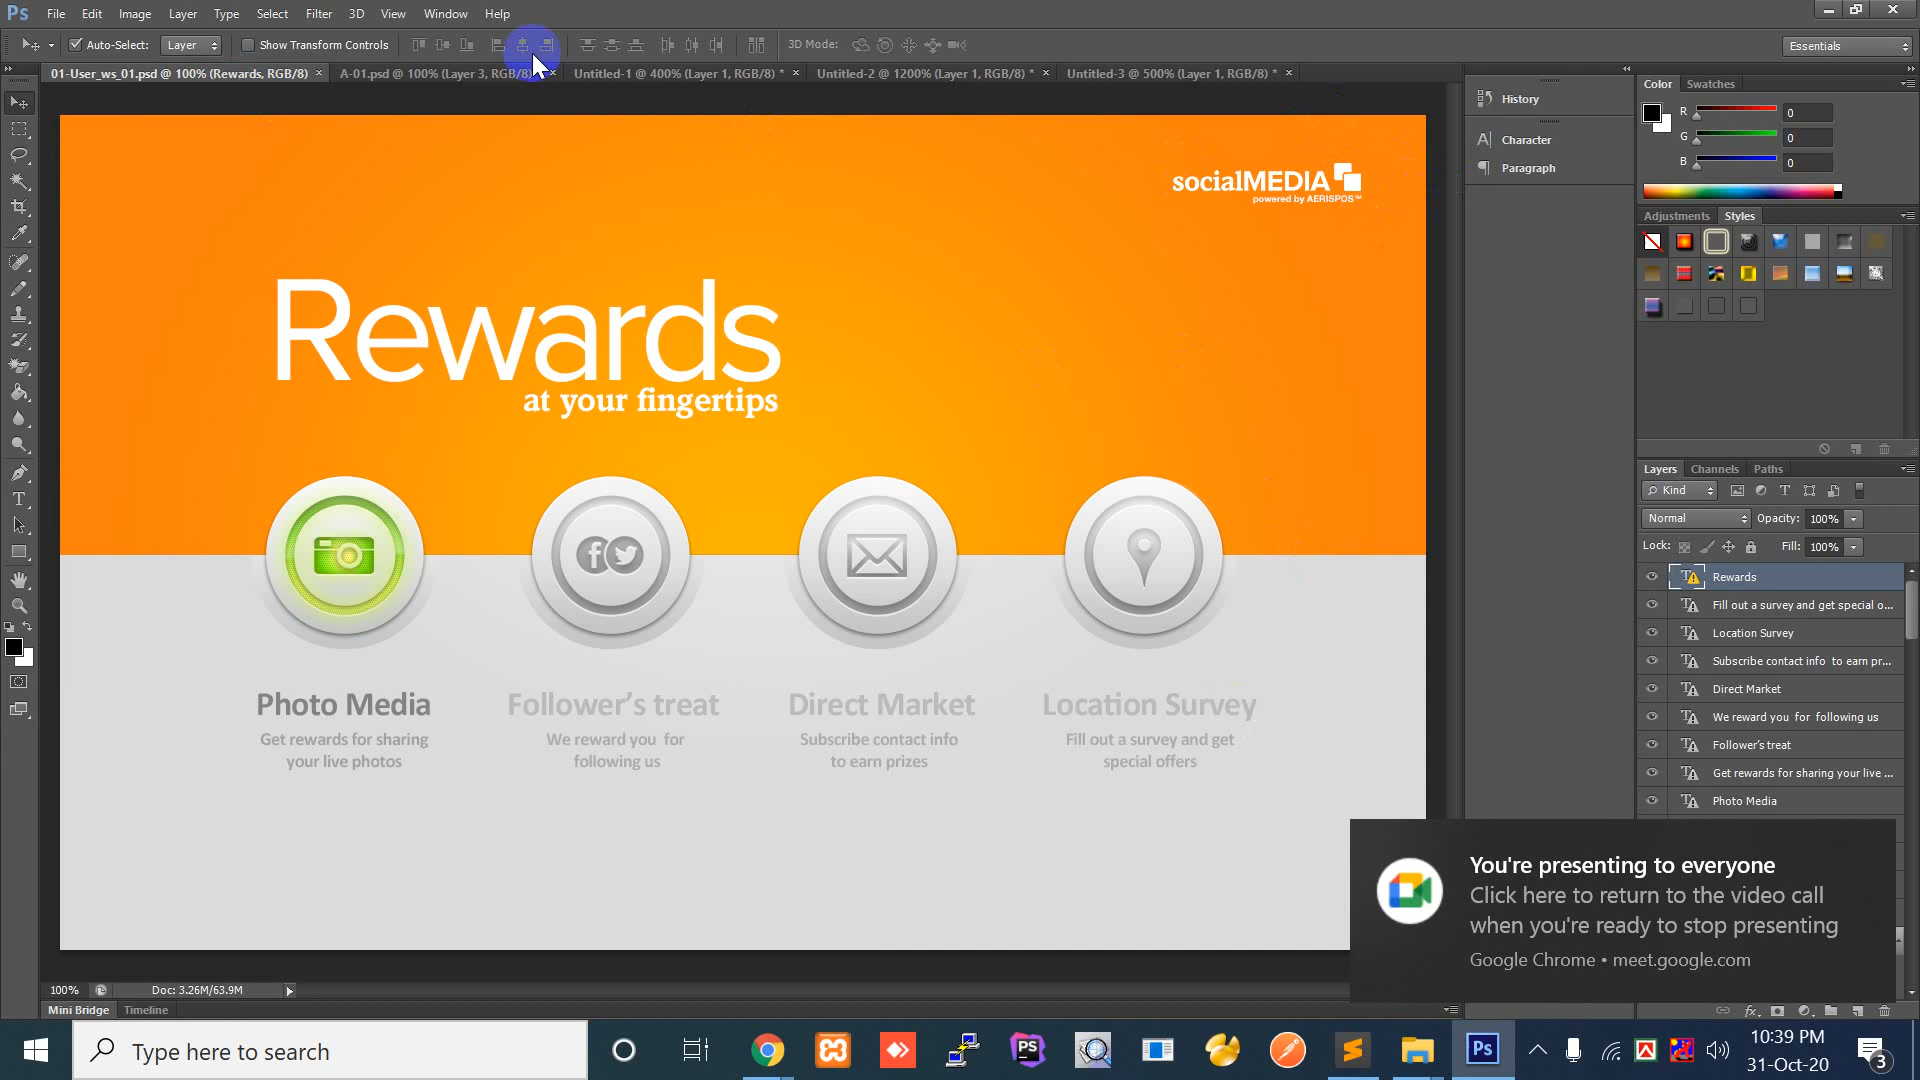 Ps File Edit Image Layer Type Select Filter 3D View Window Help
Auto-Select: Layer Show Transform Controls 3D Mode: Essentials
01-User_ws_01.psd @ 100% (Rewards, RGB/8) × A-01.psd @ 100% (Layer 3, RGB/8) × Untitled-1 @ 400% (Layer 1, RGB/8) * × Untitled-2 @ 1200% (Layer 1, RGB/8) * × Untitled-3 @ 500% (Layer 1, RGB/8) * ×
History
Character
Paragraph
Color Swatches
R 0
G 0
B 0
Adjustments Styles
socialMEDIA
powered by AERISPOS™
Rewards
at your fingertips
Photo Media
Get rewards for sharing
your live photos
Follower's treat
We reward you  for
following us
Direct Market
Subscribe contact info
to earn prizes
Location Survey
Fill out a survey and get
special offers
Layers Channels Paths
Kind
Normal Opacity: 100%
Lock: Fill: 100%
Rewards
Fill out a survey and get special o...
Location Survey
Subscribe contact info  to earn pr...
Direct Market
We reward you  for  following us
Follower's treat
Get rewards for sharing your live ...
Photo Media
You're presenting to everyone
Click here to return to the video call
when you're ready to stop presenting
Google Chrome • meet.google.com
100% Doc: 3.26M/63.9M
Mini Bridge Timeline
Type here to search
PS
Ps
10:39 PM
31-Oct-20
3